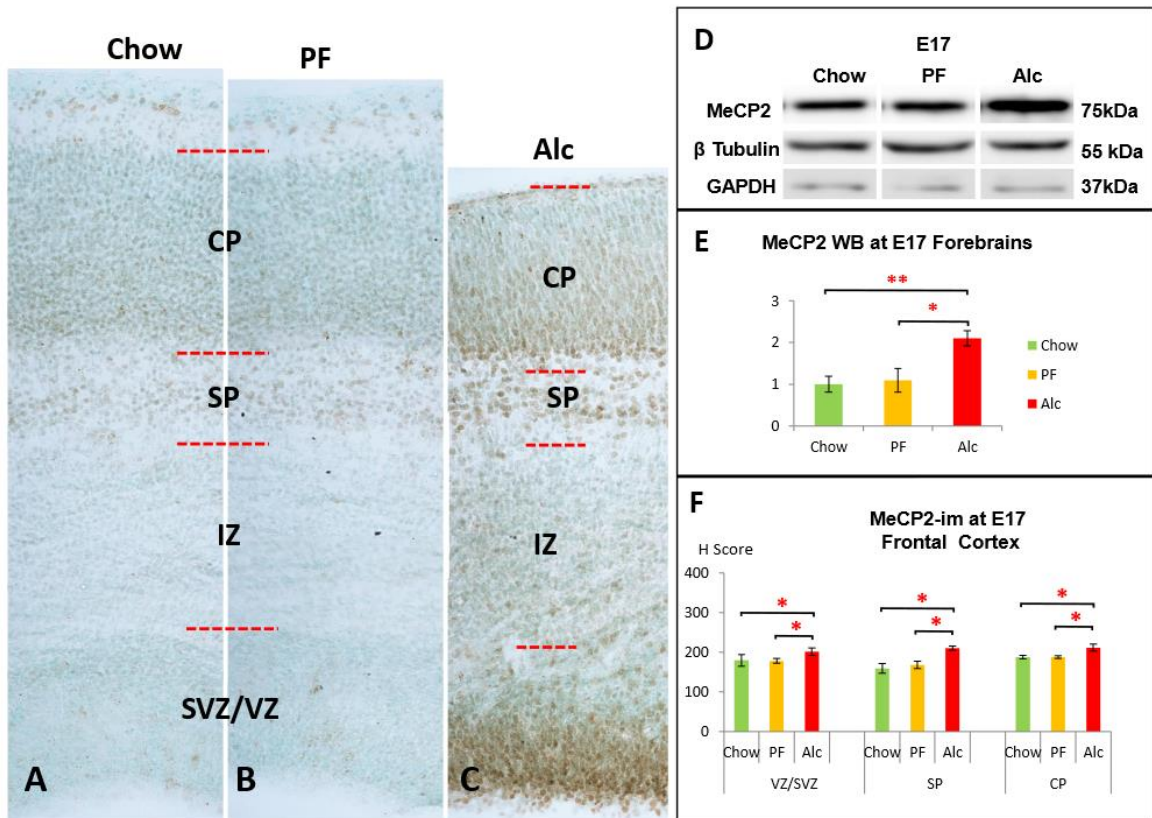 Chow
PF
Alc
CP
CP
SP
SP
IZ
IZ
SVZ/VZ
A
B
C
D
E17
Chow PF Alc
MeCP2 75kDa
β Tubulin 55 kDa
GAPDH 37kDa
E
MeCP2 WB at E17 Forebrains
**
*
3
2
1
0
Chow PF Alc
Chow
PF
Alc
F
MeCP2-im at E17
Frontal Cortex
H Score
400
300
200
100
0
* * *
* * *
Chow PF Alc Chow PF Alc Chow PF Alc
VZ/SVZ SP CP